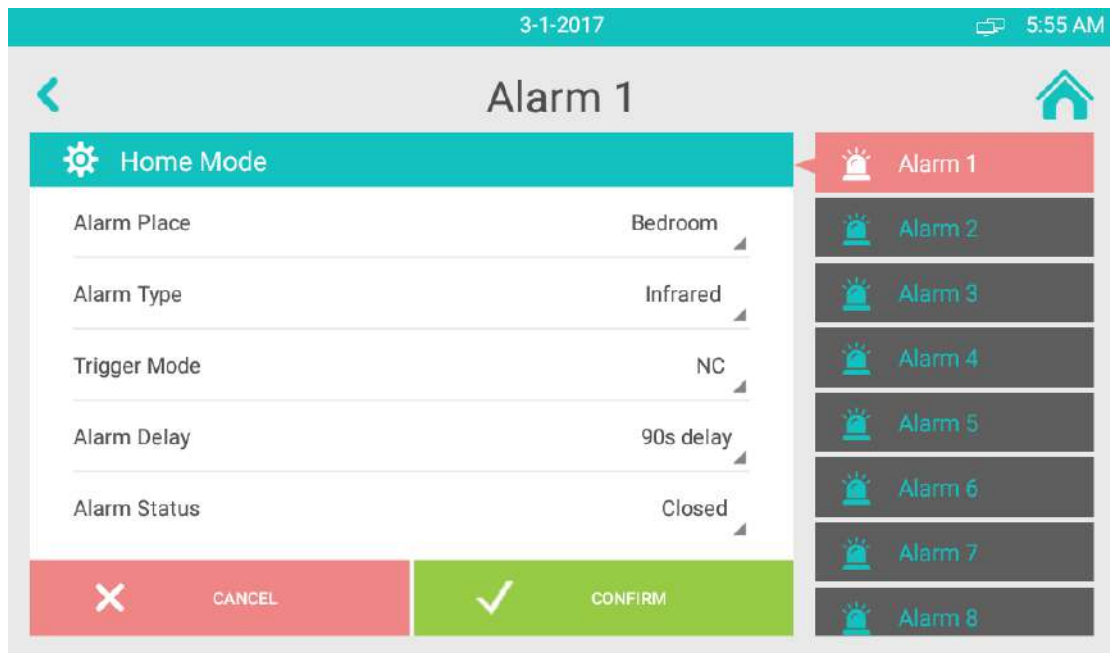 3-1-2017
5:55 AM
Alarm 1
Home Mode
Alarm Place Bedroom
Alarm Type Infrared
Trigger Mode NC
Alarm Delay 90s delay
Alarm Status Closed
CANCEL
CONFIRM
Alarm 1
Alarm 2
Alarm 3
Alarm 4
Alarm 5
Alarm 6
Alarm 7
Alarm 8